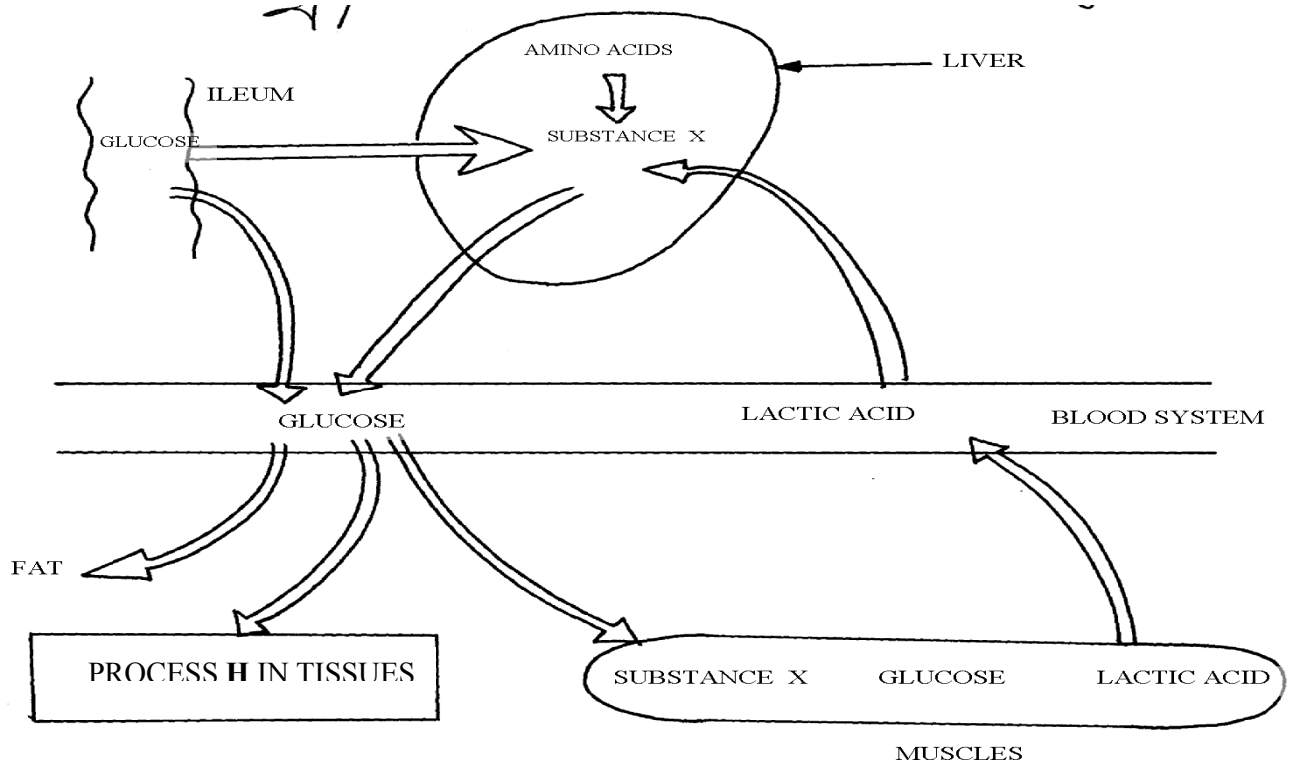 AMINO ACIDS
LIVER
ILEUM
GLUCOSE
SUBSTANCE X
GLUCOSE
LACTIC ACID
BLOOD SYSTEM
FAT
PROCESS H IN TISSUES
SUBSTANCE X
GLUCOSE
LACTIC ACID
MUSCLES